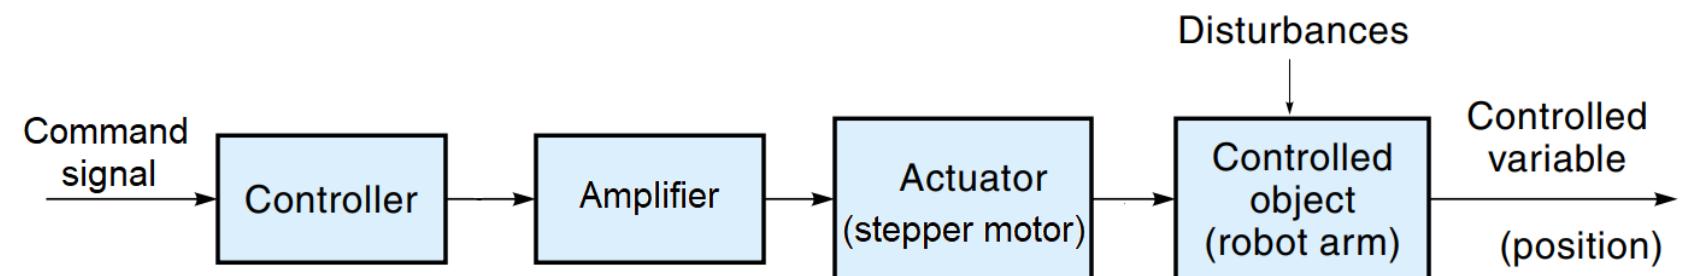 Disturbances
Command
signal
Controller
Amplifier
Actuator
(stepper motor)
Controlled
object
(robot arm)
Controlled
variable
(position)